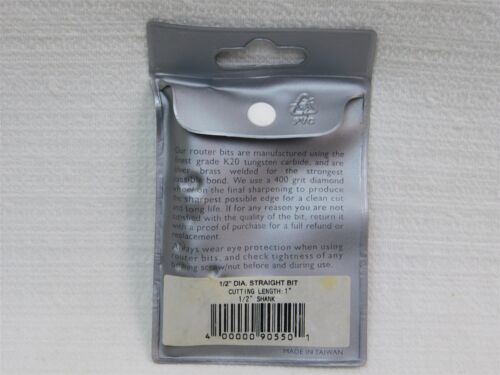 PVC
Our router bits are manufactured using the
finest grade K20 tungsten carbide, and are
then brass welded for the strongest
possible bond. We use a 400 grit diamond
wheel on the final sharpening to produce
the sharpest possible edge for a clean cut
and long life. If for any reason you are not
satisfied with the quality of the bit, return it
with a proof of purchase for a full refund or
replacement.
Always wear eye protection when using
router bits, and check tightness of any
bearing screw/nut before and during use.
1/2" DIA. STRAIGHT BIT
CUTTING LENGTH:1"
1/2" SHANK
4 00000 90550 1
MADE IN TAIWAN